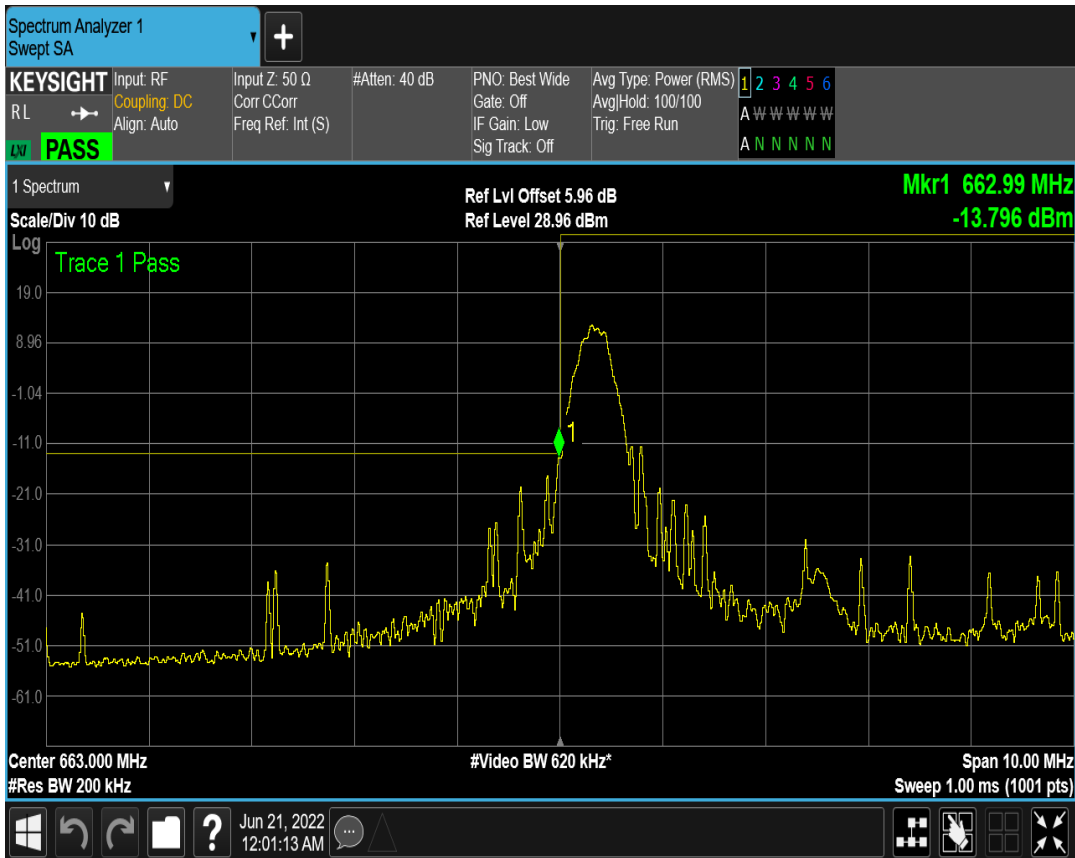 Spectrum Analyzer 1
Swept SA
+
KEYSIGHT
R L
LXI
PASS
Input: RF
Coupling: DC
Align: Auto
Input Z: 50 Ω
Corr CCorr
Freq Ref: Int (S)
#Atten: 40 dB
PNO: Best Wide
Gate: Off
IF Gain: Low
Sig Track: Off
Avg Type: Power (RMS)
Avg|Hold: 100/100
Trig: Free Run
1 2 3 4 5 6
A W W W W W
A N N N N N
1 Spectrum
Scale/Div 10 dB
Ref Lvl Offset 5.96 dB
Ref Level 28.96 dBm
Mkr1 662.99 MHz
-13.796 dBm
Log
Trace 1 Pass
19.0
8.96
-1.04
-11.0
1
-21.0
-31.0
-41.0
-51.0
-61.0
Center 663.000 MHz
#Res BW 200 kHz
#Video BW 620 kHz*
Span 10.00 MHz
Sweep 1.00 ms (1001 pts)
?
Jun 21, 2022
12:01:13 AM